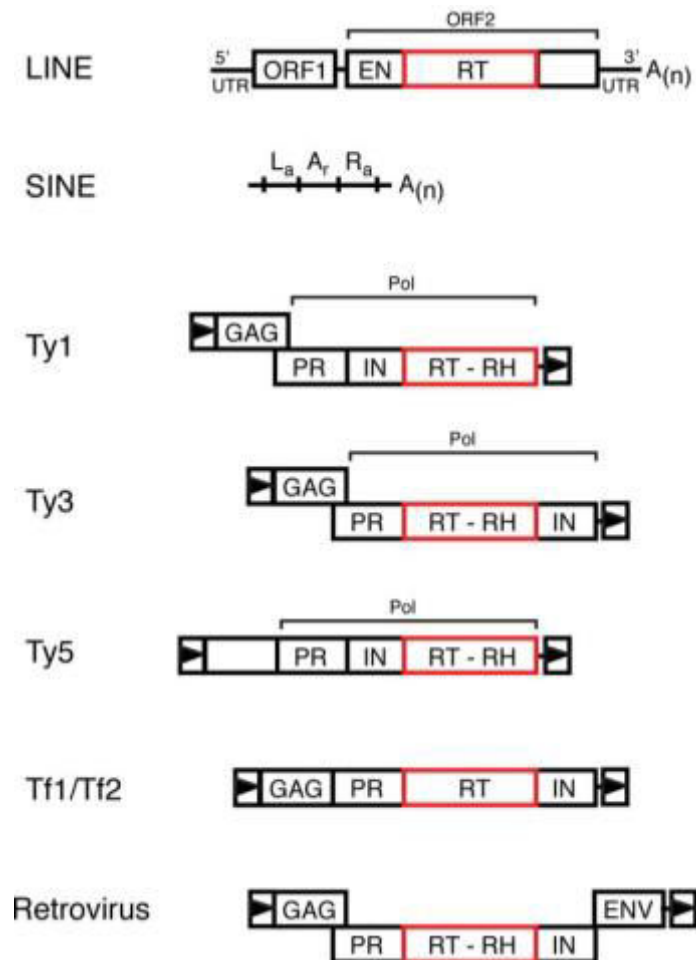 ORF2
LINE 5' UTR ORF1 EN RT 3' UTR A(n)
SINE La Ar Ra A(n)
Pol
Ty1 GAG
PR IN RT - RH
Pol
Ty3 GAG
PR RT - RH IN
Pol
Ty5 PR IN RT - RH
Tf1/Tf2 GAG PR RT IN
Retrovirus GAG ENV
PR RT - RH IN